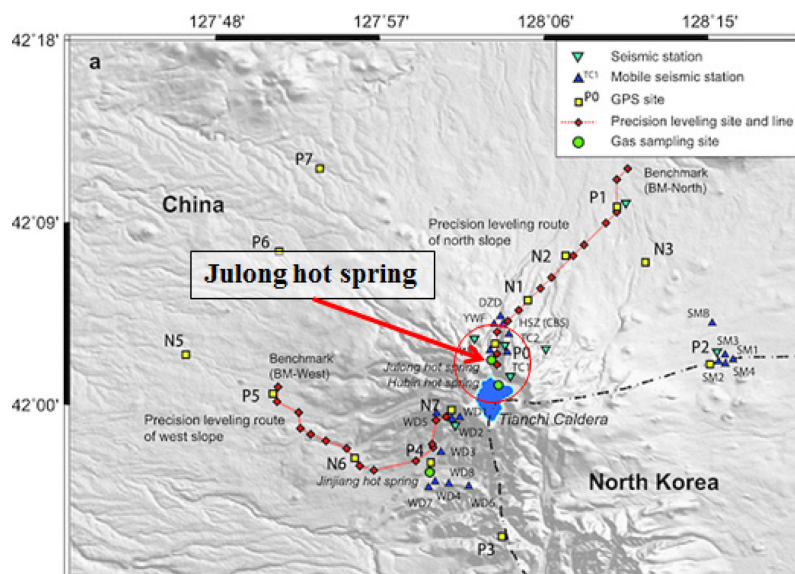 127°48' 127°57' 128°06' 128°15'
42°18'
a
Seismic station
TC1 Mobile seismic station
P0 GPS site
Precision leveling site and line
Gas sampling site
P7
China
Benchmark
(BM-North)
P1
42°09'
Precision leveling route
of north slope
P6
N2
N3
Julong hot spring
N1
DZD
YWF
HSZ (CBS)
TC2
SM8
N5
P0
P2
SM3
SM1
Benchmark
(BM-West)
Julong hot spring
TC1
SM2
SM4
Hubin hot spring
P5
42°00'
N7
WD
Tianchi Caldera
Precision leveling route
of west slope
WD5
WD2
P4
WD3
N6
Jinjiang hot spring
WD8
North Korea
WD7
WD4
WD6
P3